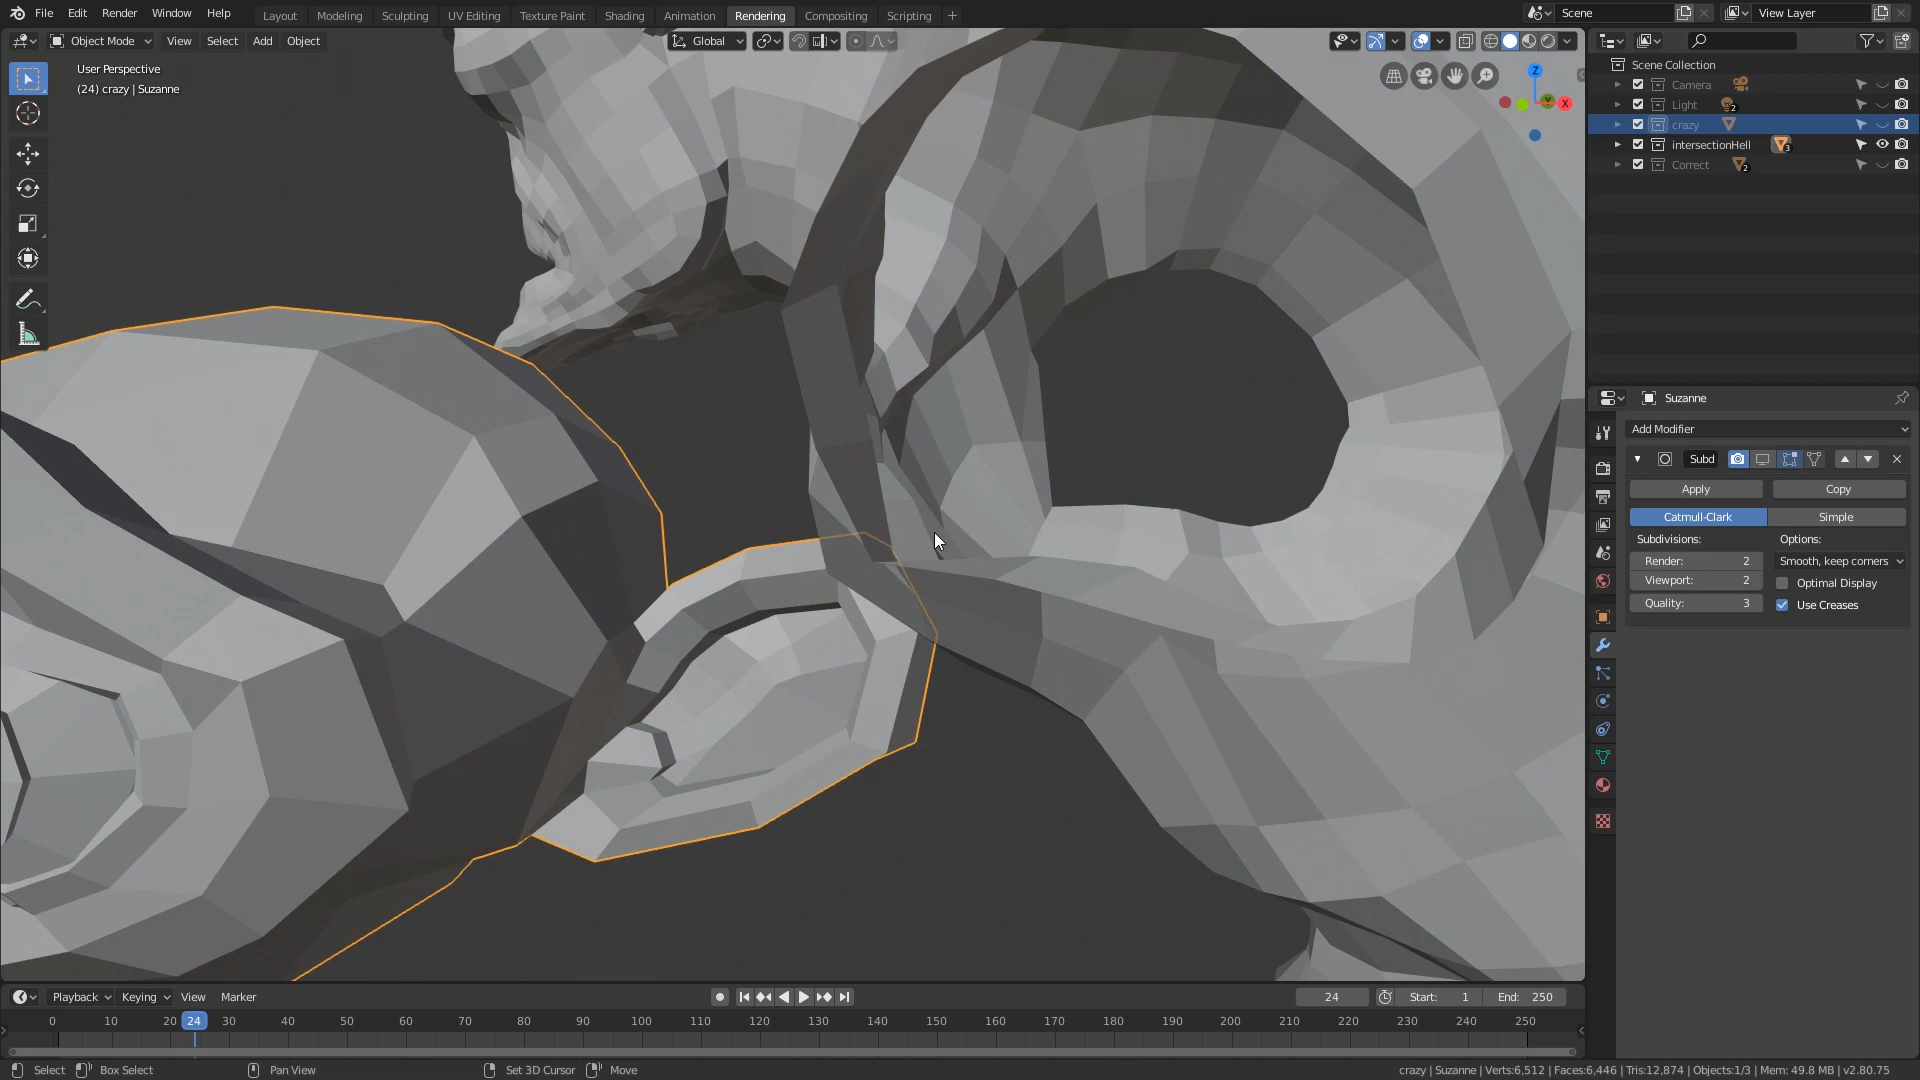 File Edit Render Window Help
Layout Modeling Sculpting UV Editing Texture Paint Shading Animation Rendering Compositing Scripting +
Scene View Layer
Object Mode View Select Add Object
Global
User Perspective
(24) crazy | Suzanne
Z
Y
X
Scene Collection
Camera
Light 2
crazy
intersectionHell 3
Correct 2
Suzanne
Add Modifier
Subd
Apply Copy
Catmull-Clark Simple
Subdivisions: Options:
Render: 2 Smooth, keep corners
Viewport: 2 Optimal Display
Quality: 3 Use Creases
Playback Keying View Marker
24 Start: 1 End: 250
0 10 20 24 30 40 50 60 70 80 90 100 110 120 130 140 150 160 170 180 190 200 210 220 230 240 250
Select Box Select Pan View Set 3D Cursor Move
crazy | Suzanne | Verts:6,512 | Faces:6,446 | Tris:12,874 | Objects:1/3 | Mem: 49.8 MB | v2.80.75